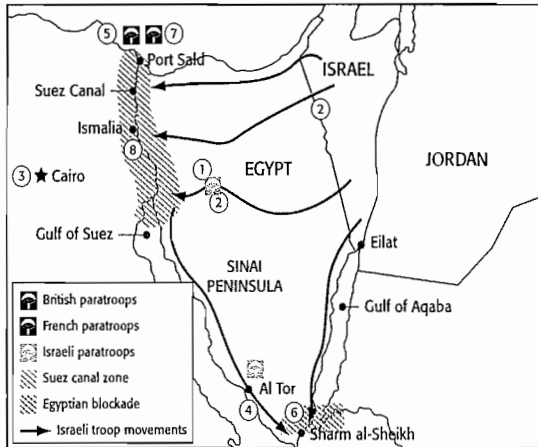 5
7
Port Said
ISRAEL
Suez Canal
2
Ismalia
8
1
EGYPT
JORDAN
3
Cairo
2
Gulf of Suez
Eilat
SINAI
PENINSULA
British paratroops
French paratroops
Gulf of Aqaba
Israeli paratroops
Suez canal zone
Al Tor
Egyptian blockade
4
6
Israeli troop movements
Sharm al-Sheikh